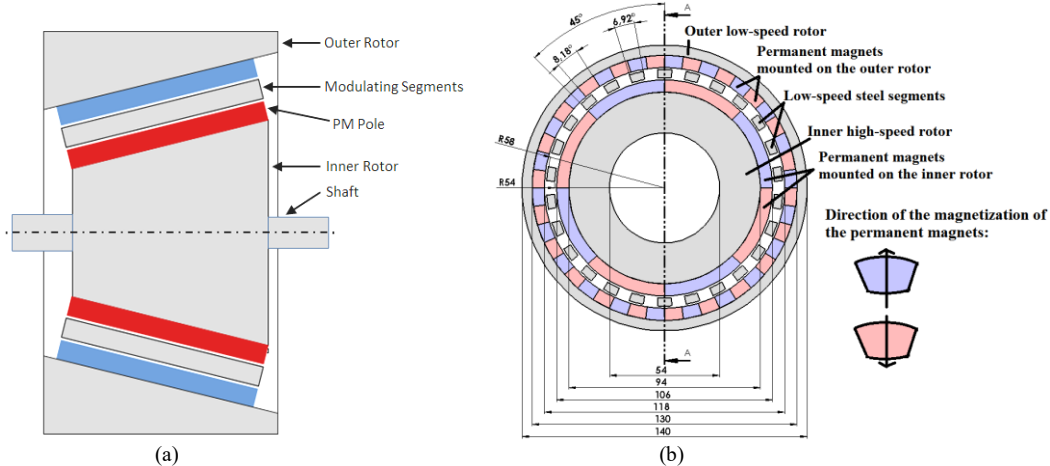 Outer Rotor
Modulating Segments
PM Pole
Inner Rotor
Shaft
(a)
A
45°
6,92°
8,18°
R58
R54
Outer low-speed rotor
Permanent magnets
mounted on the outer rotor
Low-speed steel segments
Inner high-speed rotor
Permanent magnets
mounted on the inner rotor
Direction of the magnetization of
the permanent magnets:
A
54
94
106
118
130
140
(b)